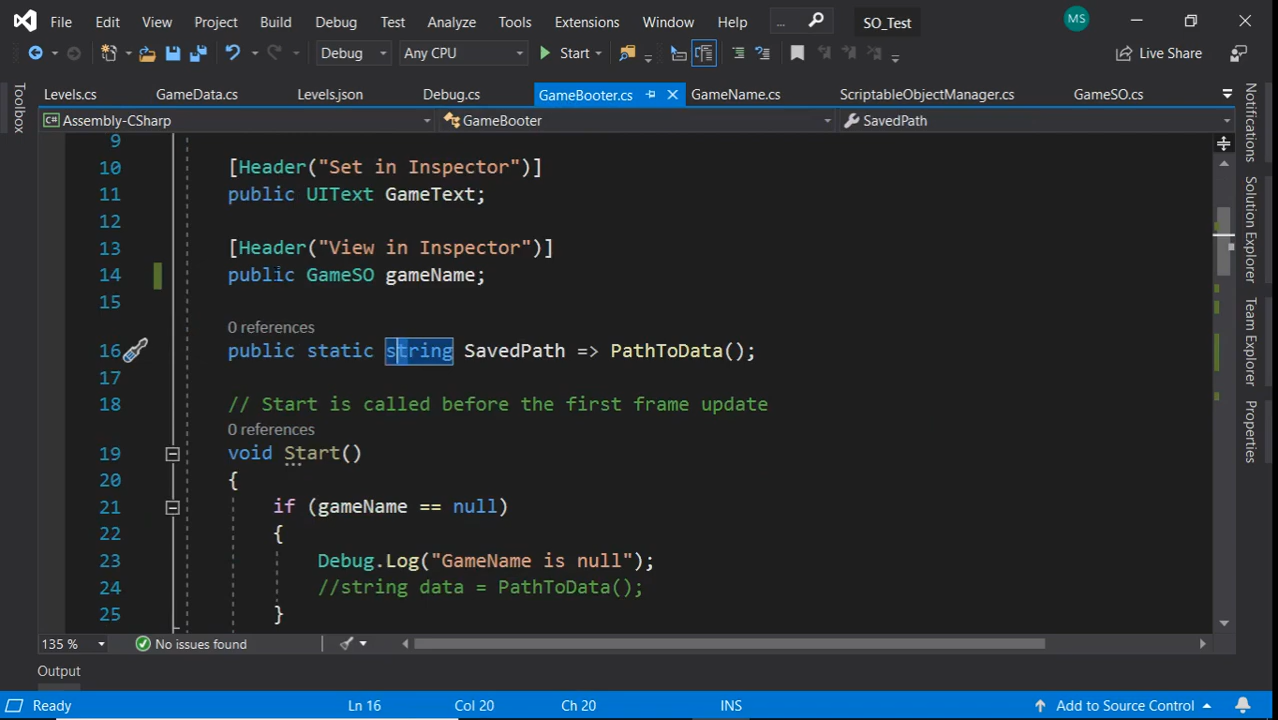 File Edit View Project Build Debug Test Analyze Tools Extensions Window Help ... SO_Test MS
Debug Any CPU Start Live Share
Levels.cs GameData.cs Levels.json Debug.cs GameBooter.cs GameName.cs ScriptableObjectManager.cs GameSO.cs
Assembly-CSharp GameBooter SavedPath
Toolbox
9
10 [Header("Set in Inspector")]
11 public UIText GameText;
12
13 [Header("View in Inspector")]
14 public GameSO gameName;
15
0 references
16 public static string SavedPath => PathToData();
17
18 // Start is called before the first frame update
0 references
19 void Start()
20 {
21 if (gameName == null)
22 {
23 Debug.Log("GameName is null");
24 //string data = PathToData();
25 }
Notifications
Solution Explorer
Team Explorer
Properties
135 % No issues found
Output
Ready Ln 16 Col 20 Ch 20 INS Add to Source Control